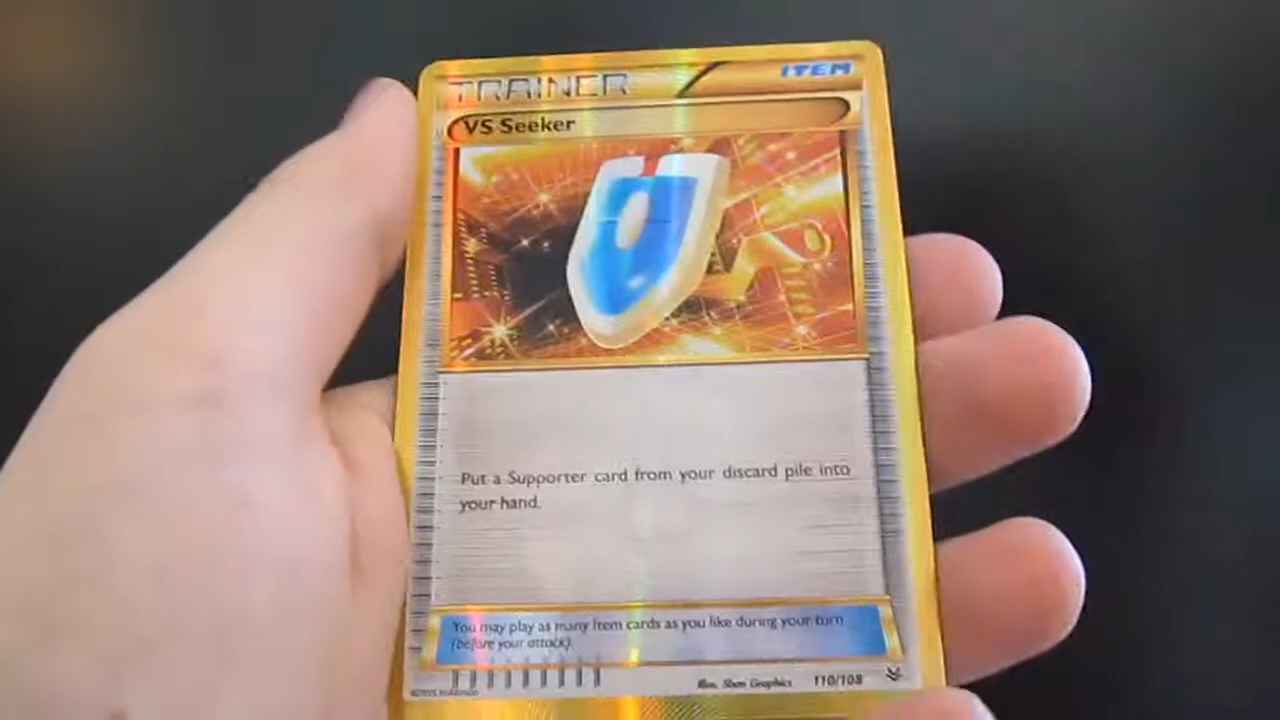 TRAINER
ITEM
VS Seeker
Put a Supporter card from your discard pile into
your hand.
You may play as many Item cards as you like during your turn
(before your attack).
Illus. 5ban Graphics 110/108